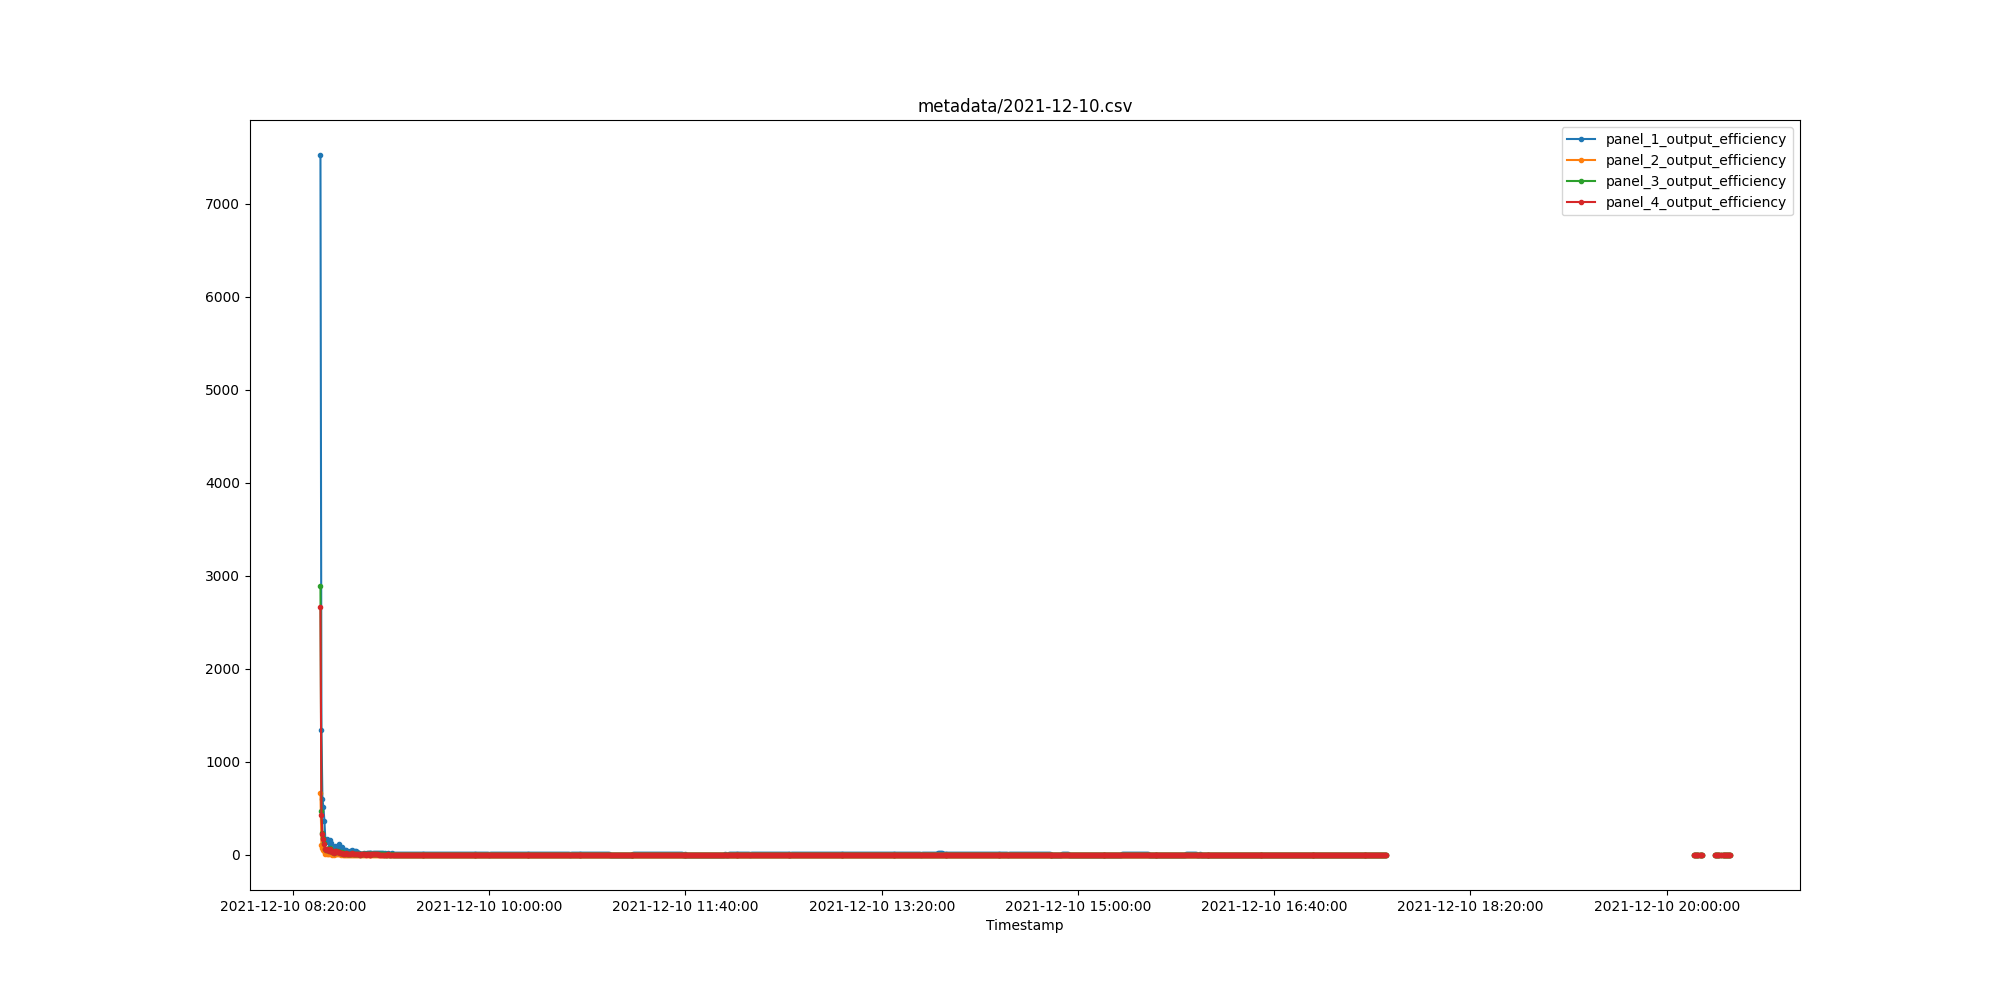 metadata/2021-12-10.csv
panel_1_output_efficiency
panel_2_output_efficiency
panel_3_output_efficiency
panel_4_output_efficiency
7000
6000
5000
4000
3000
2000
1000
0
2021-12-10 08:20:00 2021-12-10 10:00:00 2021-12-10 11:40:00 2021-12-10 13:20:00 2021-12-10 15:00:00 2021-12-10 16:40:00 2021-12-10 18:20:00 2021-12-10 20:00:00
Timestamp